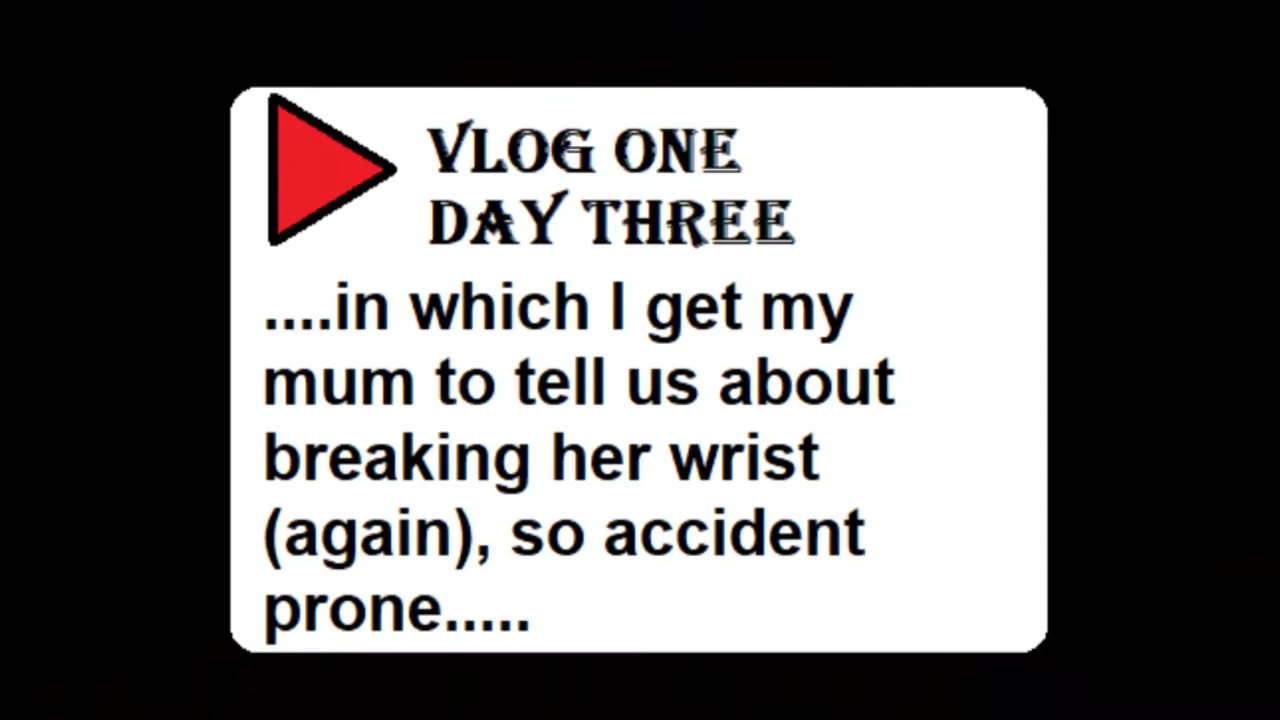 VLOG ONE
DAY THREE
....in which I get my
mum to tell us about
breaking her wrist
(again), so accident
prone.....